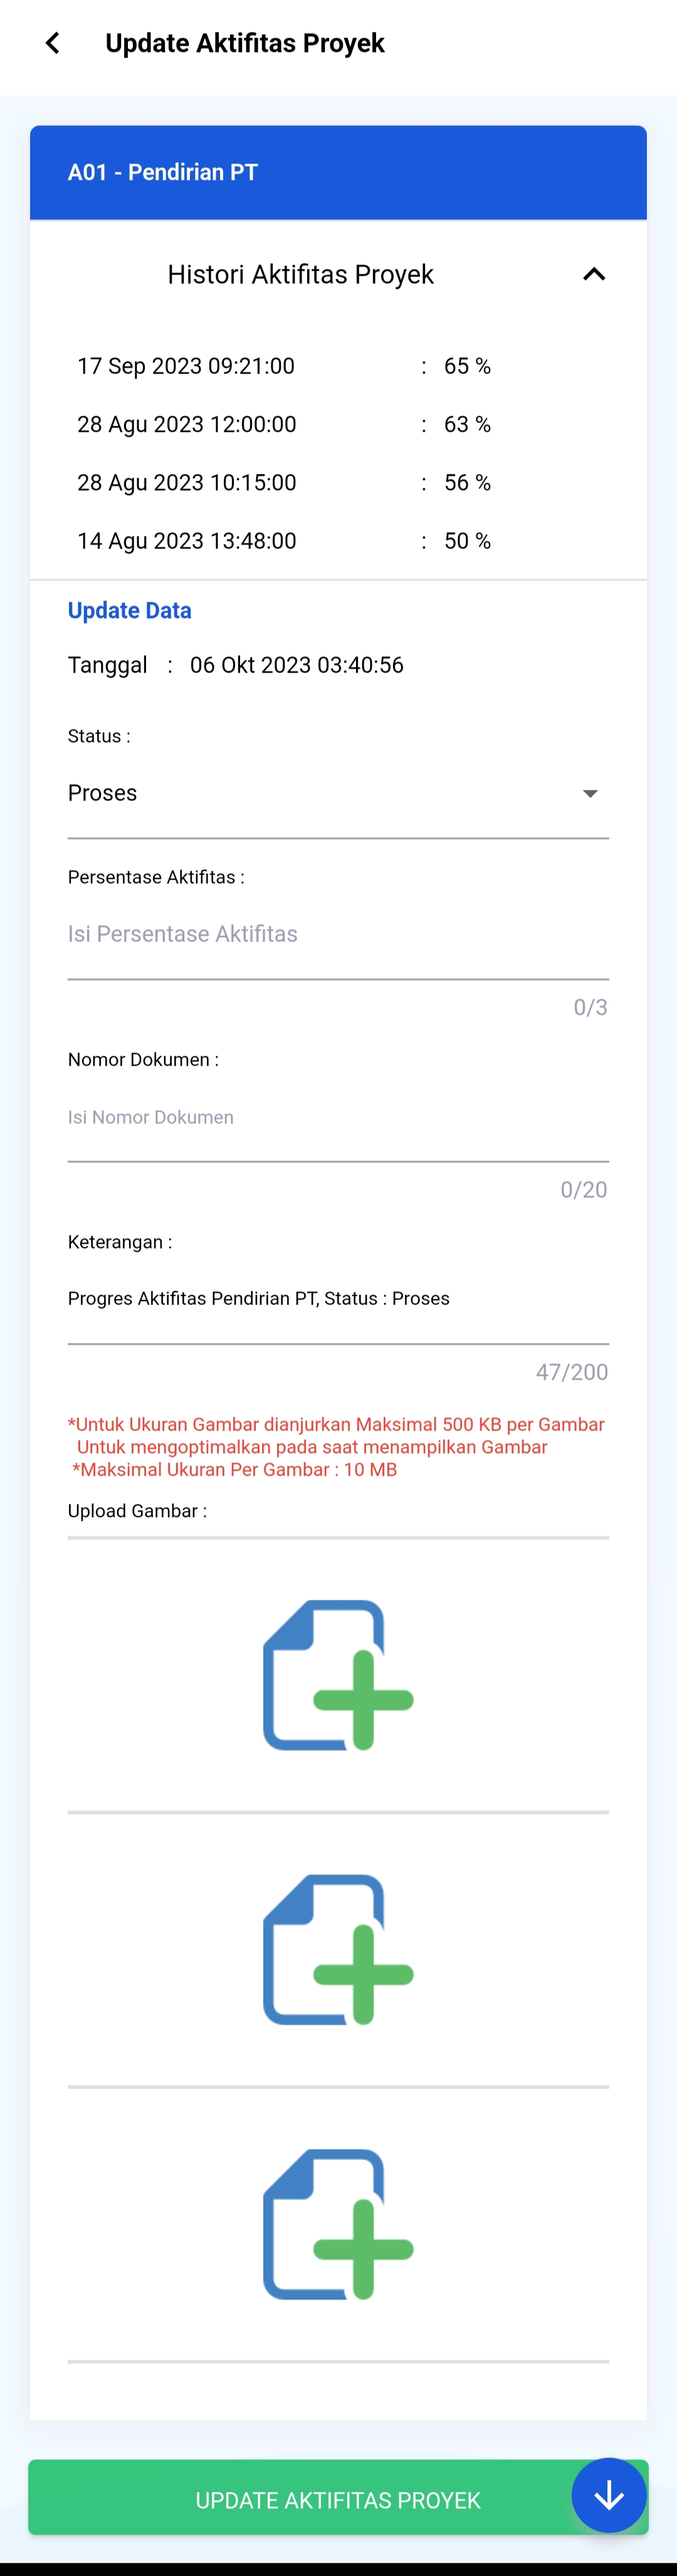 Update Aktifitas Proyek
A01 - Pendirian PT
Histori Aktifitas Proyek
17 Sep 2023 09:21:00 : 65 %
28 Agu 2023 12:00:00 : 63 %
28 Agu 2023 10:15:00 : 56 %
14 Agu 2023 13:48:00 : 50 %
Update Data
Tanggal : 06 Okt 2023 03:40:56
Status :
Proses
Persentase Aktifitas :
Isi Persentase Aktifitas
0/3
Nomor Dokumen :
Isi Nomor Dokumen
0/20
Keterangan :
Progres Aktifitas Pendirian PT, Status : Proses
47/200
*Untuk Ukuran Gambar dianjurkan Maksimal 500 KB per Gambar
Untuk mengoptimalkan pada saat menampilkan Gambar
*Maksimal Ukuran Per Gambar : 10 MB
Upload Gambar :
UPDATE AKTIFITAS PROYEK